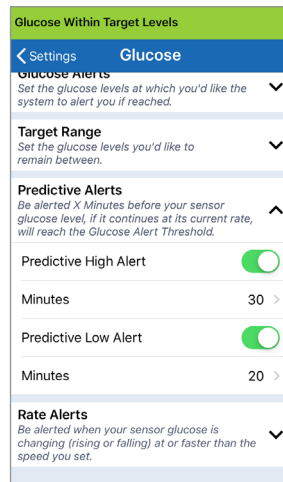 Glucose Within Target Levels
Settings Glucose
Glucose Alerts
Set the glucose levels at which you'd like the
system to alert you if reached.
Target Range
Set the glucose levels you'd like to
remain between.
Predictive Alerts
Be alerted X Minutes before your sensor
glucose level, if it continues at its current rate,
will reach the Glucose Alert Threshold.
Predictive High Alert
Minutes 30
Predictive Low Alert
Minutes 20
Rate Alerts
Be alerted when your sensor glucose is
changing (rising or falling) at or faster than the
speed you set.